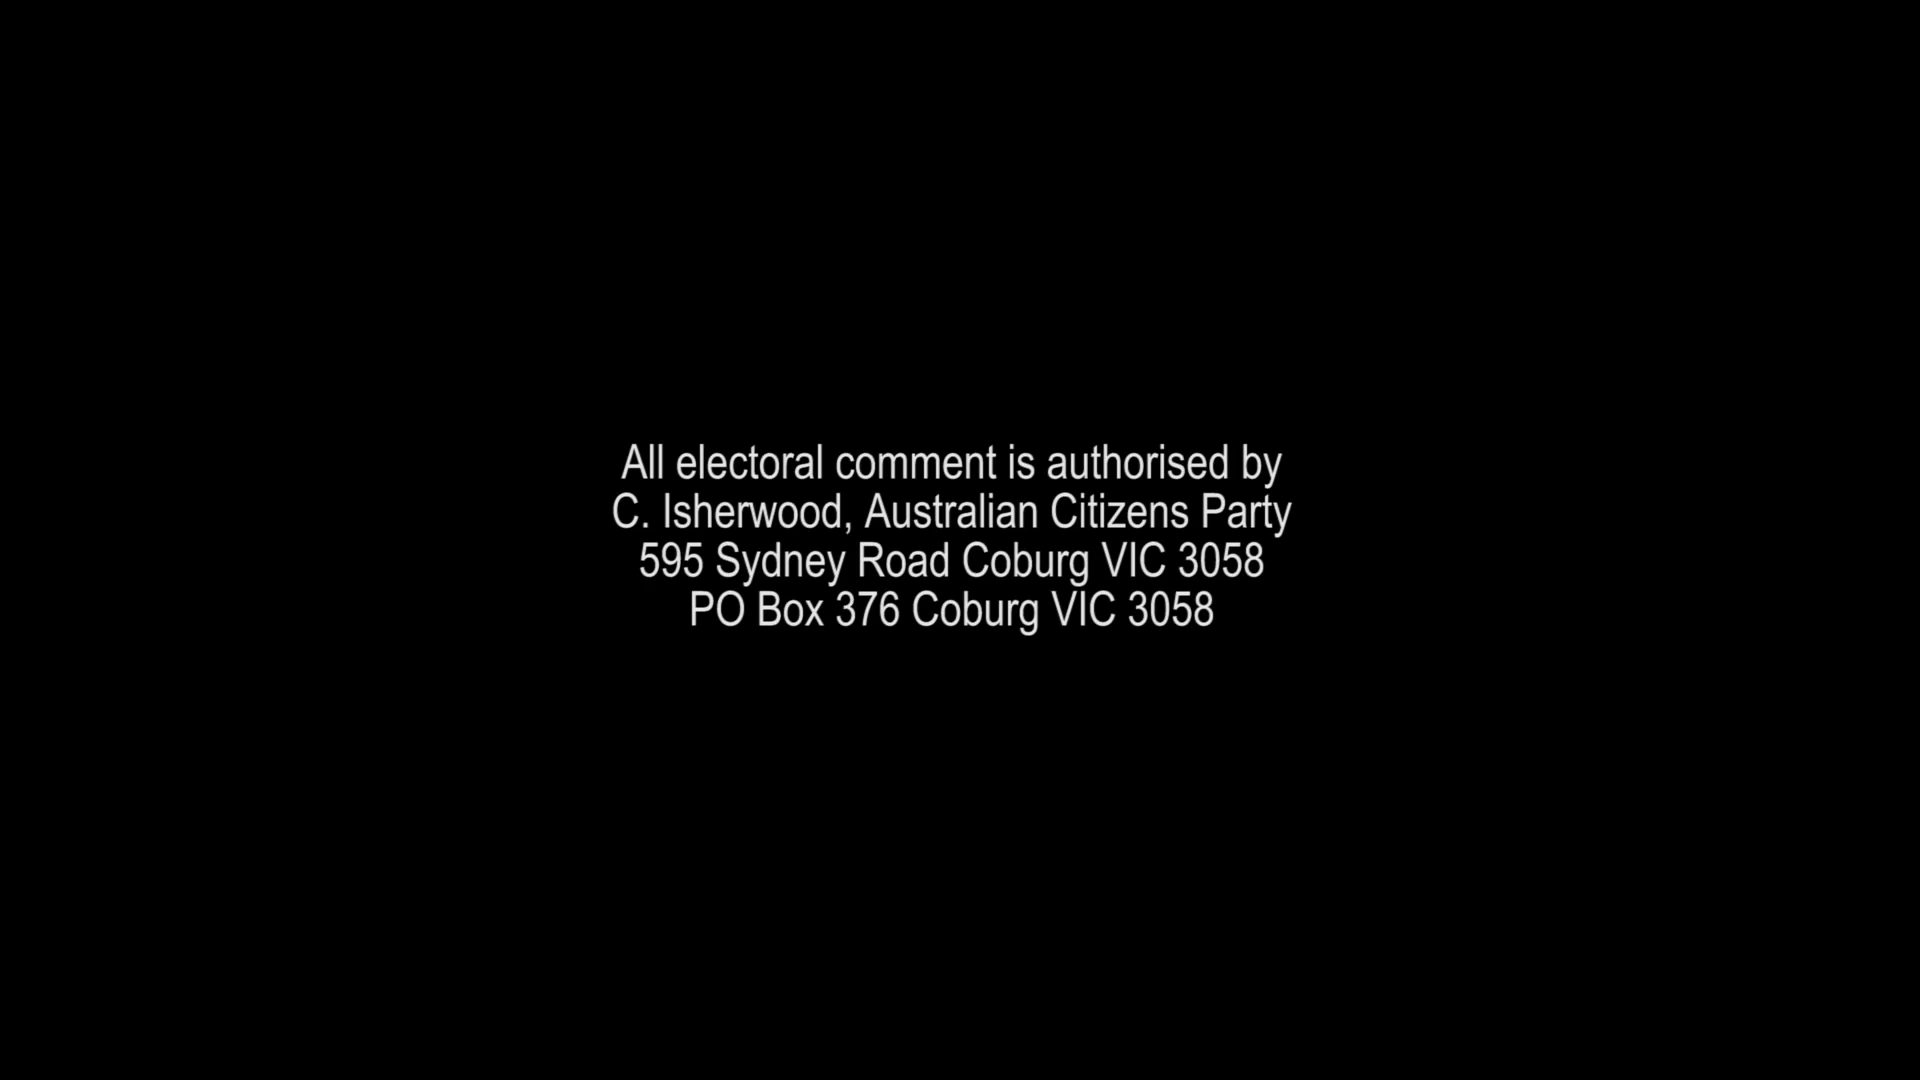 All electoral comment is authorised by
C. Isherwood, Australian Citizens Party
595 Sydney Road Coburg VIC 3058
PO Box 376 Coburg VIC 3058